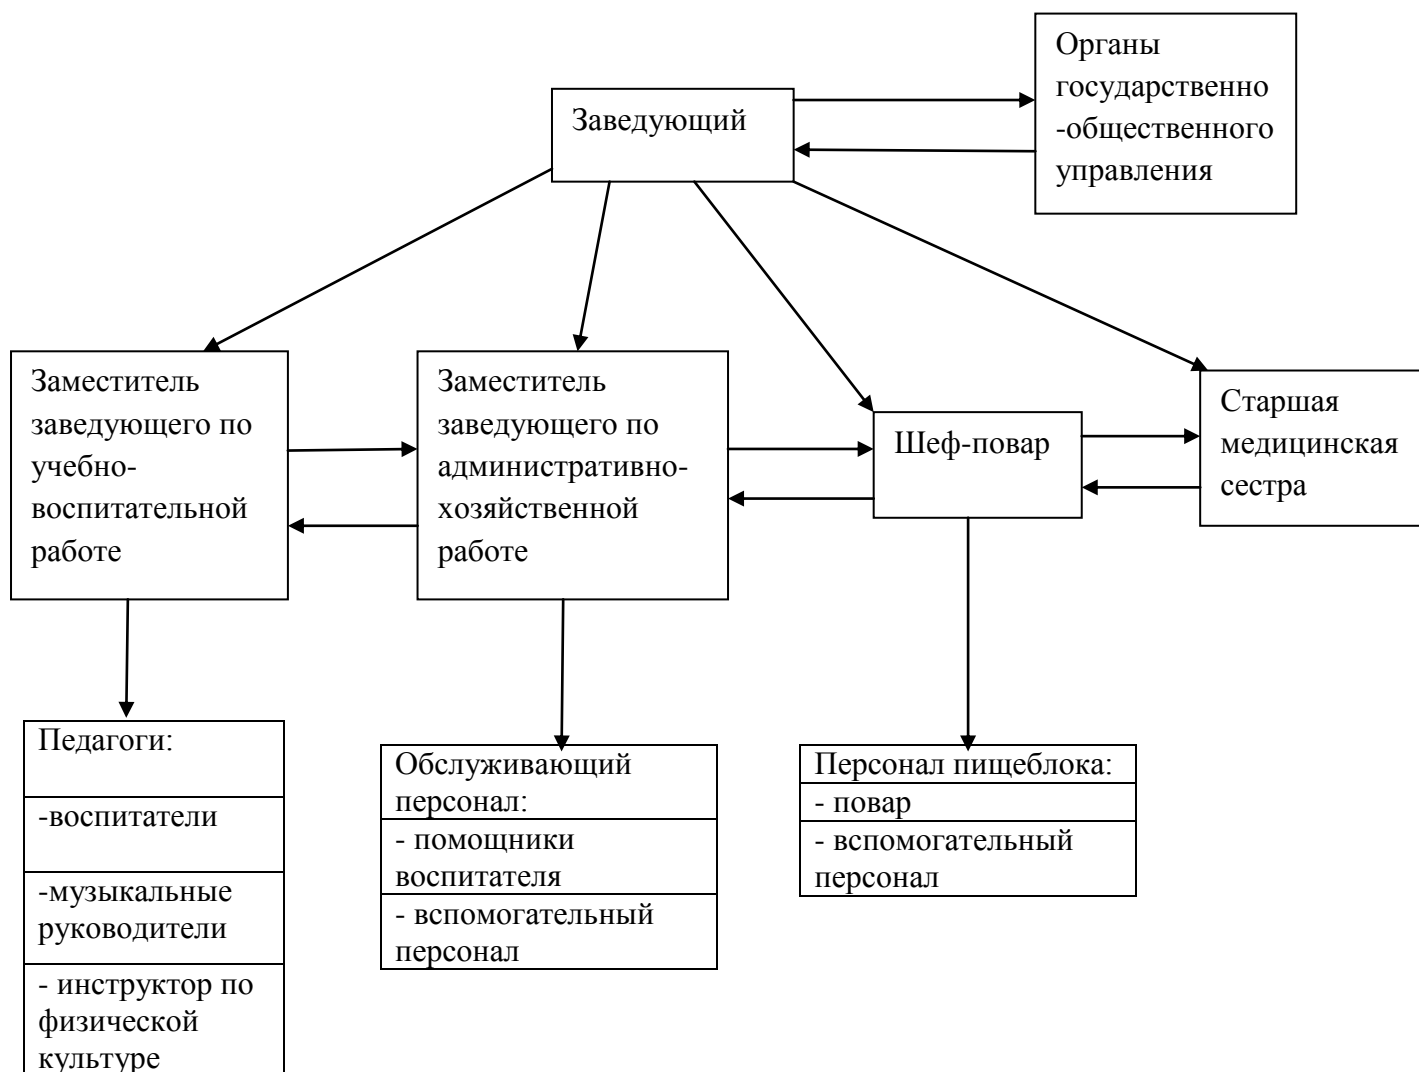 Органы
государственно
-общественного
управления
Заведующий
Заместитель
заведующего по
учебно-
воспитательной
работе
Заместитель
заведующего по
административно-
хозяйственной
работе
Шеф-повар
Старшая
медицинская
сестра
Педагоги:
-воспитатели
-музыкальные
руководители
- инструктор по
физической
культуре
Обслуживающий
персонал:
- помощники
воспитателя
- вспомогательный
персонал
Персонал пищеблока:
- повар
- вспомогательный
персонал